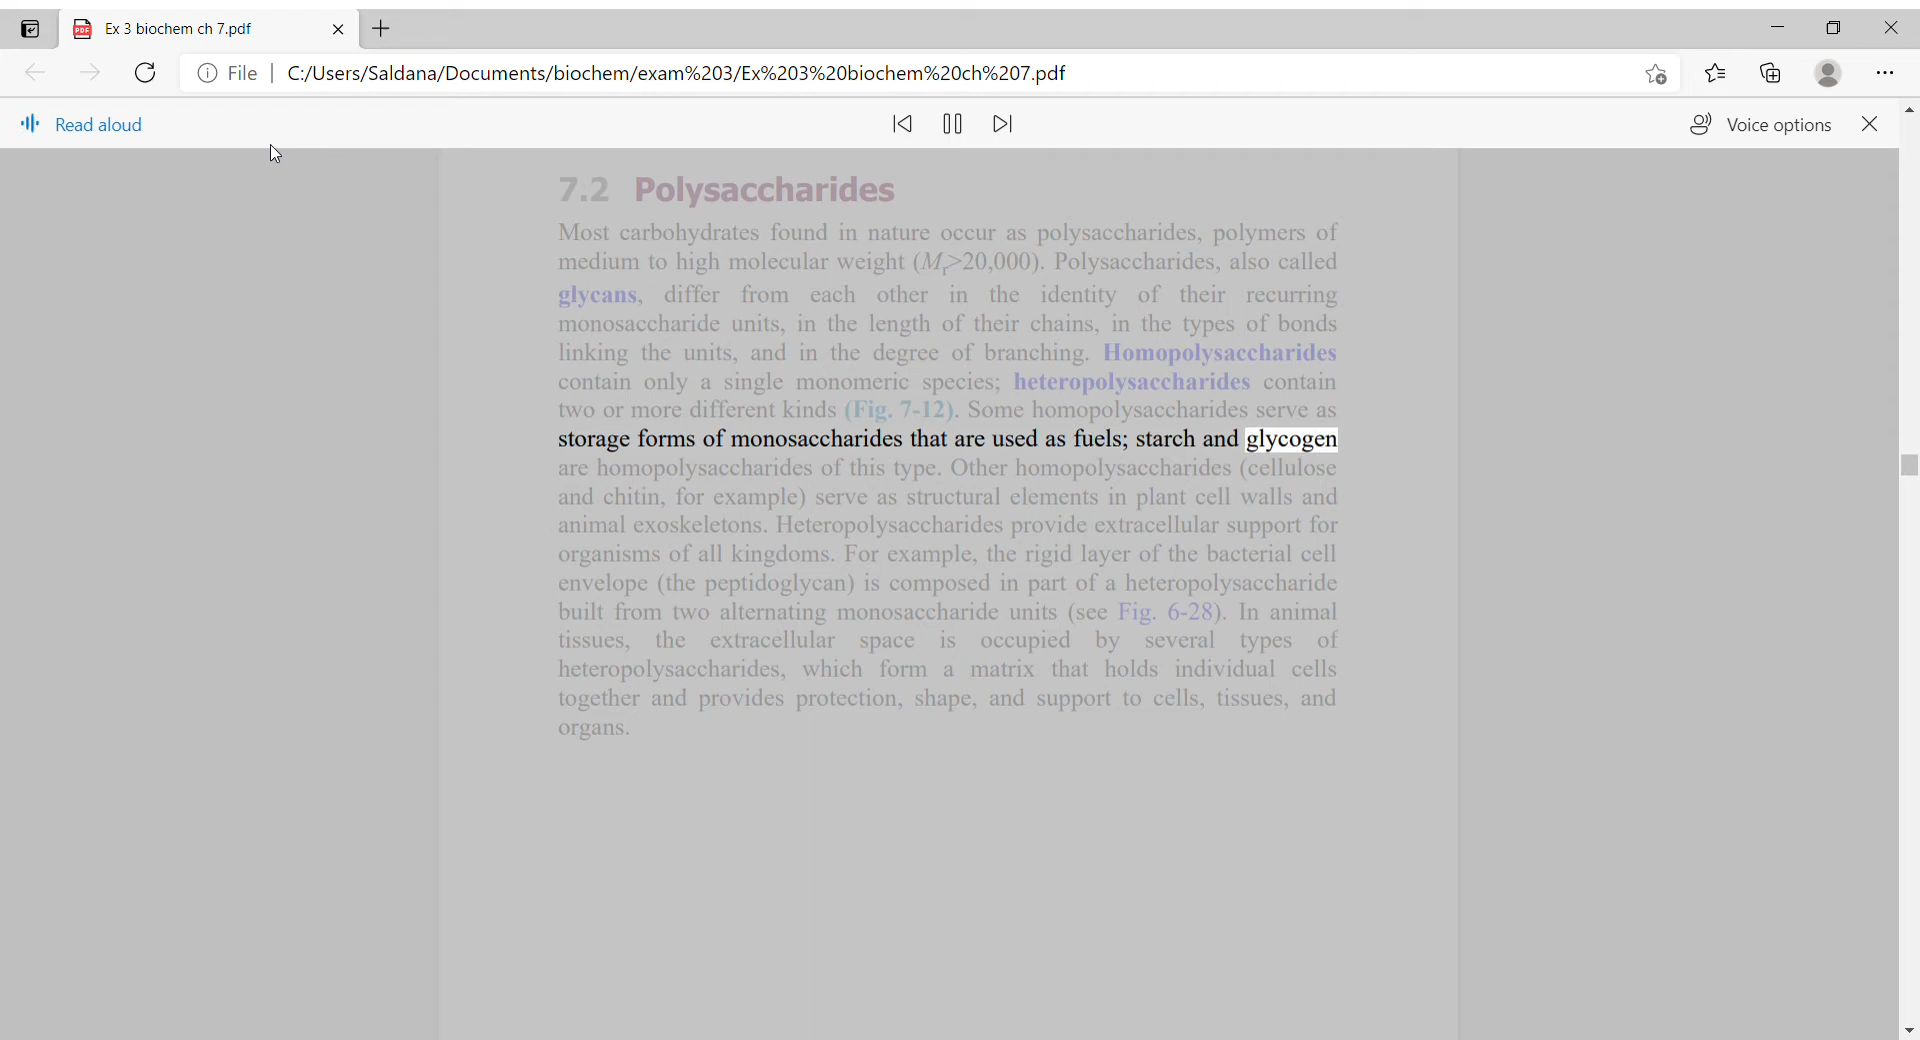 Ex 3 biochem ch 7.pdf
File | C:/Users/Saldana/Documents/biochem/exam%203/Ex%203%20biochem%20ch%207.pdf
Read aloud
Voice options
7.2 Polysaccharides
Most carbohydrates found in nature occur as polysaccharides, polymers of
medium to high molecular weight (Mr>20,000). Polysaccharides, also called
glycans, differ from each other in the identity of their recurring
monosaccharide units, in the length of their chains, in the types of bonds
linking the units, and in the degree of branching. Homopolysaccharides
contain only a single monomeric species; heteropolysaccharides contain
two or more different kinds (Fig. 7-12). Some homopolysaccharides serve as
storage forms of monosaccharides that are used as fuels; starch and glycogen
are homopolysaccharides of this type. Other homopolysaccharides (cellulose
and chitin, for example) serve as structural elements in plant cell walls and
animal exoskeletons. Heteropolysaccharides provide extracellular support for
organisms of all kingdoms. For example, the rigid layer of the bacterial cell
envelope (the peptidoglycan) is composed in part of a heteropolysaccharide
built from two alternating monosaccharide units (see Fig. 6-28). In animal
tissues, the extracellular space is occupied by several types of
heteropolysaccharides, which form a matrix that holds individual cells
together and provides protection, shape, and support to cells, tissues, and
organs.